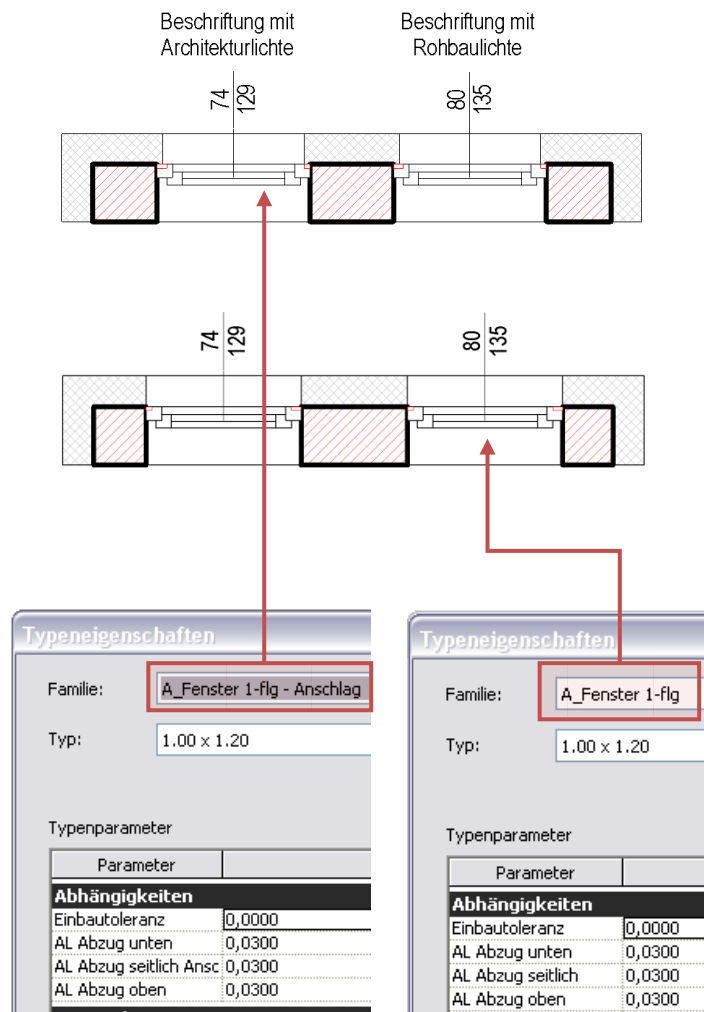 Beschriftung mit
Architekturlichte
Beschriftung mit
Rohbaulichte
74
129
80
135
74
129
80
135
Typeneigenschaften
Familie:
A_Fenster 1-flg - Anschlag
Typ:
1.00 x 1.20
Typenparameter
Parameter
Abhängigkeiten
Einbautoleranz 0,0000
AL Abzug unten 0,0300
AL Abzug seitlich Ansc 0,0300
AL Abzug oben 0,0300
Typeneigenschaften
Familie:
A_Fenster 1-flg
Typ:
1.00 x 1.20
Typenparameter
Parameter
Abhängigkeiten
Einbautoleranz 0,0000
AL Abzug unten 0,0300
AL Abzug seitlich 0,0300
AL Abzug oben 0,0300